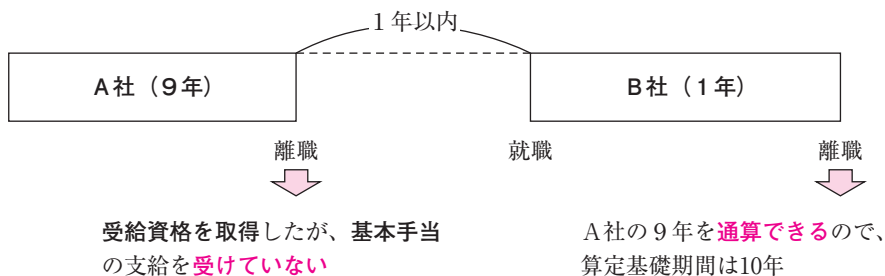 １年以内
Ａ社（９年）
Ｂ社（１年）
離職
就職
離職
受給資格を取得したが、基本手当
の支給を受けていない
Ａ社の９年を通算できるので、
算定基礎期間は10年